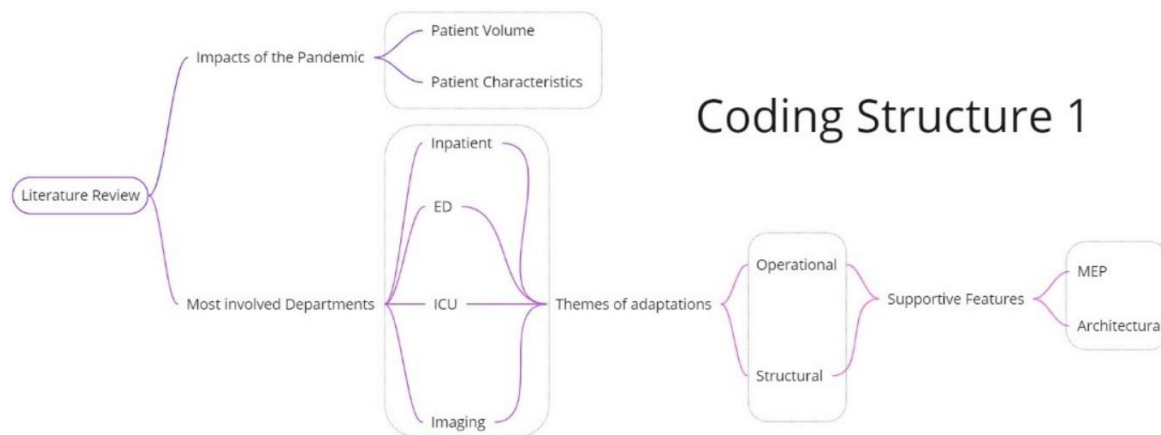 Patient Volume
Impacts of the Pandemic
Patient Characteristics
Coding Structure 1
Inpatient
Literature Review
ED
Operational
MEP
Most involved Departments
ICU
Themes of adaptations
Supportive Features
Architectura
Structural
Imaging